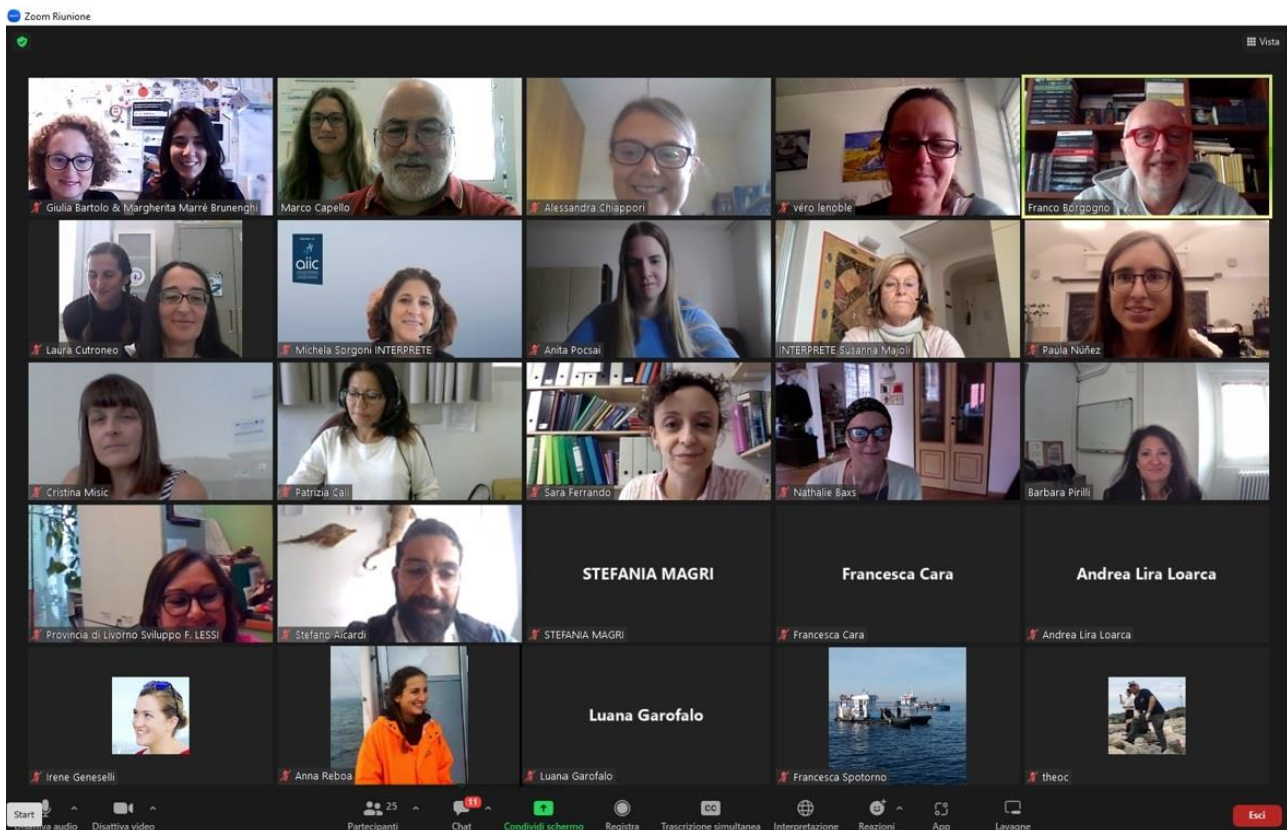 Zoom Riunione
Vista
Giulia Bartolo & Margherita Marrè Brunenghi
Marco Capello
Alessandra Chiappori
véro lenoble
Franco Borgogno
Laura Cutroneo
aiic
Michela Sorgoni INTERPRETE
Anita Pocsai
INTERPRETE Susanna Majoli
Paula Núñez
Cristina Misic
Patrizia Calì
Sara Ferrando
Nathalie Baxs
Barbara Pirilli
Provincia di Livorno Sviluppo F. LESSI
Stefano Aicardi
STEFANIA MAGRI
STEFANIA MAGRI
Francesca Cara
Francesca Cara
Andrea Lira Loarca
Andrea Lira Loarca
Irene Geneselli
Anna Reboa
Luana Garofalo
Luana Garofalo
Francesca Spotorno
theoc
Start
audio
Disattiva video
25
Partecipanti
11
Chat
Condividi schermo
Registra
CC
Trascrizione simultanea
Interpretazione
Reazioni
App
Lavagne
Esci